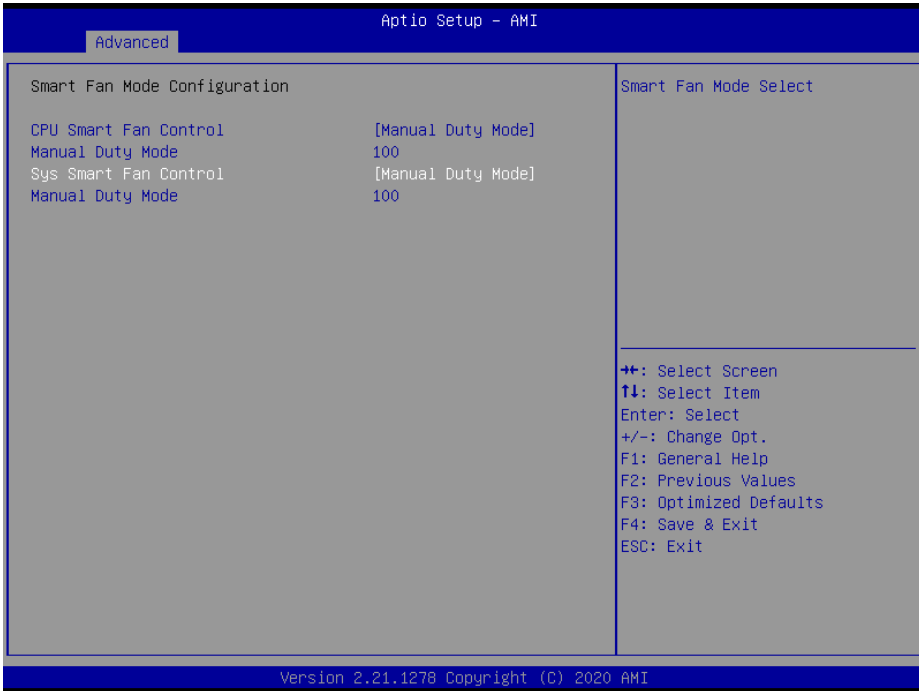 Aptio Setup – AMI
Advanced
Smart Fan Mode Configuration
CPU Smart Fan Control [Manual Duty Mode]
Manual Duty Mode 100
Sys Smart Fan Control [Manual Duty Mode]
Manual Duty Mode 100
Smart Fan Mode Select
→←: Select Screen
↑↓: Select Item
Enter: Select
+/-: Change Opt.
F1: General Help
F2: Previous Values
F3: Optimized Defaults
F4: Save & Exit
ESC: Exit
Version 2.21.1278 Copyright (C) 2020 AMI